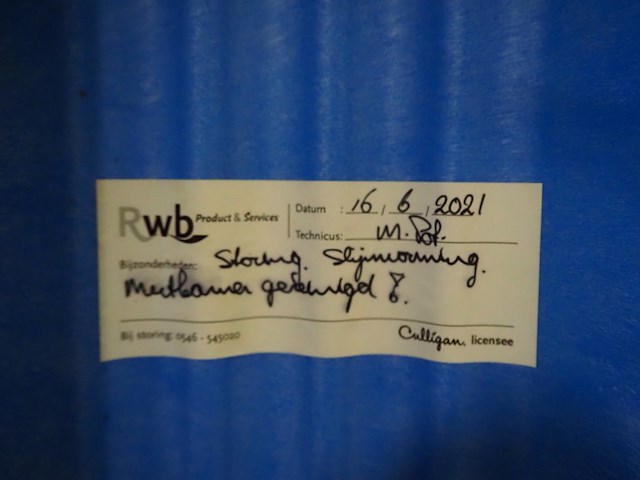 Rwb Product & Services
Datum : 16 / 6 / 2021
Technicus: M. Pot.
Bijzonderheden: Storing. Slijmvorming.
Meetkamer gereinigd
Bij storing: 0546 - 545020
Culligan. licensee